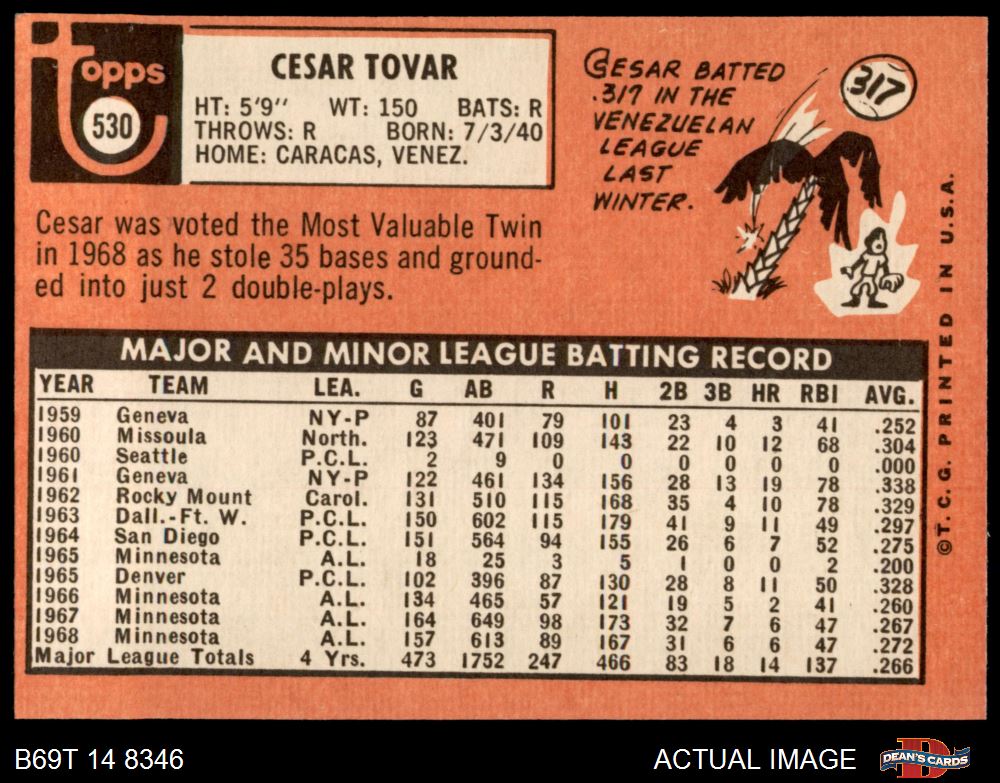 topps
530
CESAR TOVAR
HT: 5'9" WT: 150 BATS: R
THROWS: R BORN: 7/3/40
HOME: CARACAS, VENEZ.
Cesar was voted the Most Valuable Twin
in 1968 as he stole 35 bases and ground-
ed into just 2 double-plays.
CESAR BATTED
.317 IN THE
VENEZUELAN
LEAGUE
LAST
WINTER.
317
MAJOR AND MINOR LEAGUE BATTING RECORD
YEAR TEAM LEA. G AB R H 2B 3B HR RBI AVG.
1959 Geneva NY-P 87 401 79 101 23 4 3 41 .252
1960 Missoula North. 123 471 109 143 22 10 12 68 .304
1960 Seattle P.C.L. 2 9 0 0 0 0 0 0 .000
1961 Geneva NY-P 122 461 134 156 28 13 19 78 .338
1962 Rocky Mount Carol. 131 510 115 168 35 4 10 78 .329
1963 Dall.-Ft. W. P.C.L. 150 602 115 179 41 9 11 49 .297
1964 San Diego P.C.L. 151 564 94 155 26 6 7 52 .275
1965 Minnesota A.L. 18 25 3 5 1 0 0 2 .200
1965 Denver P.C.L. 102 396 87 130 28 8 11 50 .328
1966 Minnesota A.L. 134 465 57 121 19 5 2 41 .260
1967 Minnesota A.L. 164 649 98 173 32 7 6 47 .267
1968 Minnesota A.L. 157 613 89 167 31 6 6 47 .272
Major League Totals 4 Yrs. 473 1752 247 466 83 18 14 137 .266
©T.C.G. PRINTED IN U.S.A.
B69T 14 8346
ACTUAL IMAGE
D
DEAN'S CARDS